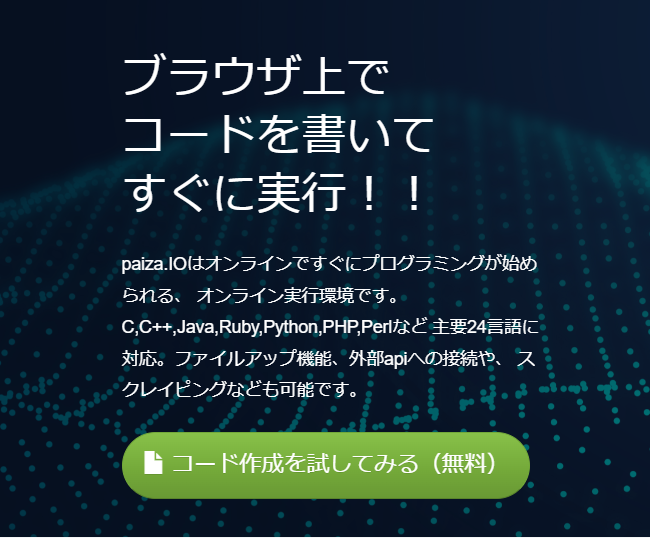 ブラウザ上で
コードを書いて
すぐに実行！！
paiza.IOはオンラインですぐにプログラミングが始め
られる、 オンライン実行環境です。
C,C++,Java,Ruby,Python,PHP,Perlなど 主要24言語に
対応。ファイルアップ機能、外部apiへの接続や、 ス
クレイピングなども可能です。
コード作成を試してみる（無料）